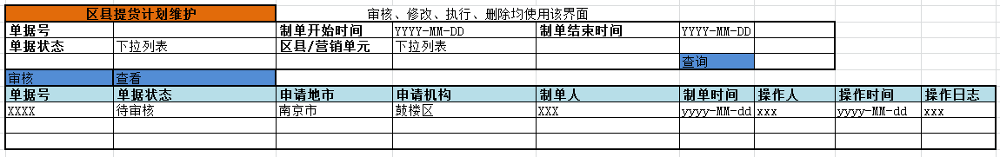 区县提货计划维护 审核、修改、执行、删除均使用该界面
单据号 制单开始时间 YYYY-MM-DD 制单结束时间 YYYY-MM-DD
单据状态 下拉列表 区县/营销单元 下拉列表
查询
审核 查看
单据号 单据状态 申请地市 申请机构 制单人 制单时间 操作人 操作时间 操作日志
XXXX 待审核 南京市 鼓楼区 XXX yyyy-MM-dd xxx yyyy-MM-dd xxx